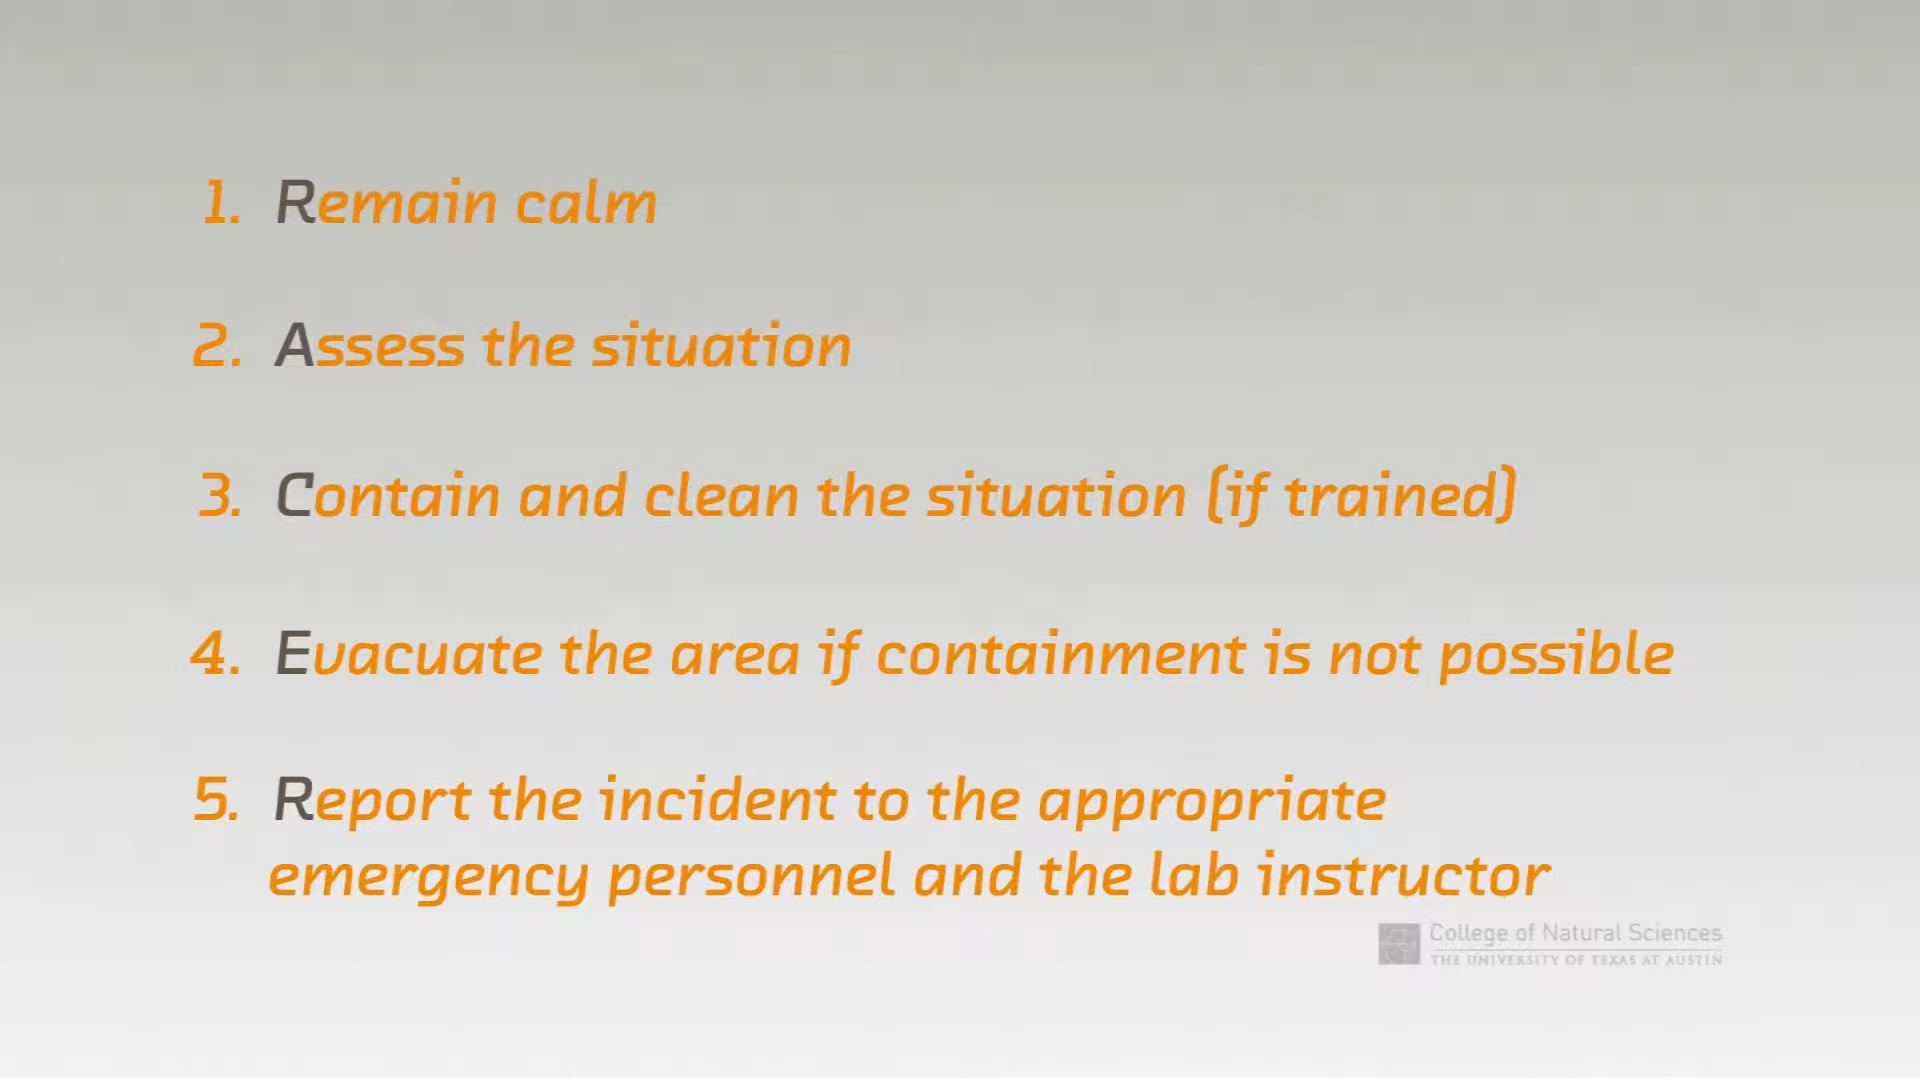 1. Remain calm
2. Assess the situation
3. Contain and clean the situation (if trained)
4. Evacuate the area if containment is not possible
5. Report the incident to the appropriate
emergency personnel and the lab instructor
College of Natural Sciences
THE UNIVERSITY OF TEXAS AT AUSTIN